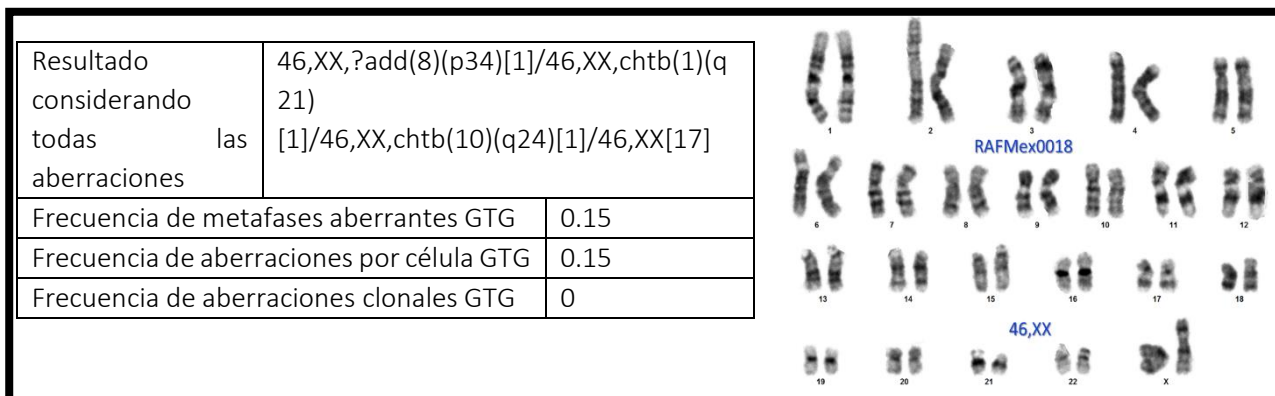 Resultado
considerando
todas las
aberraciones
46,XX,?add(8)(p34)[1]/46,XX,chtb(1)(q
21)
[1]/46,XX,chtb(10)(q24)[1]/46,XX[17]
Frecuencia de metafases aberrantes GTG 0.15
Frecuencia de aberraciones por célula GTG 0.15
Frecuencia de aberraciones clonales GTG 0
1 2 3 4 5
RAFMex0018
6 7 8 9 10 11 12
13 14 15 16 17 18
46,XX
19 20 21 22 X